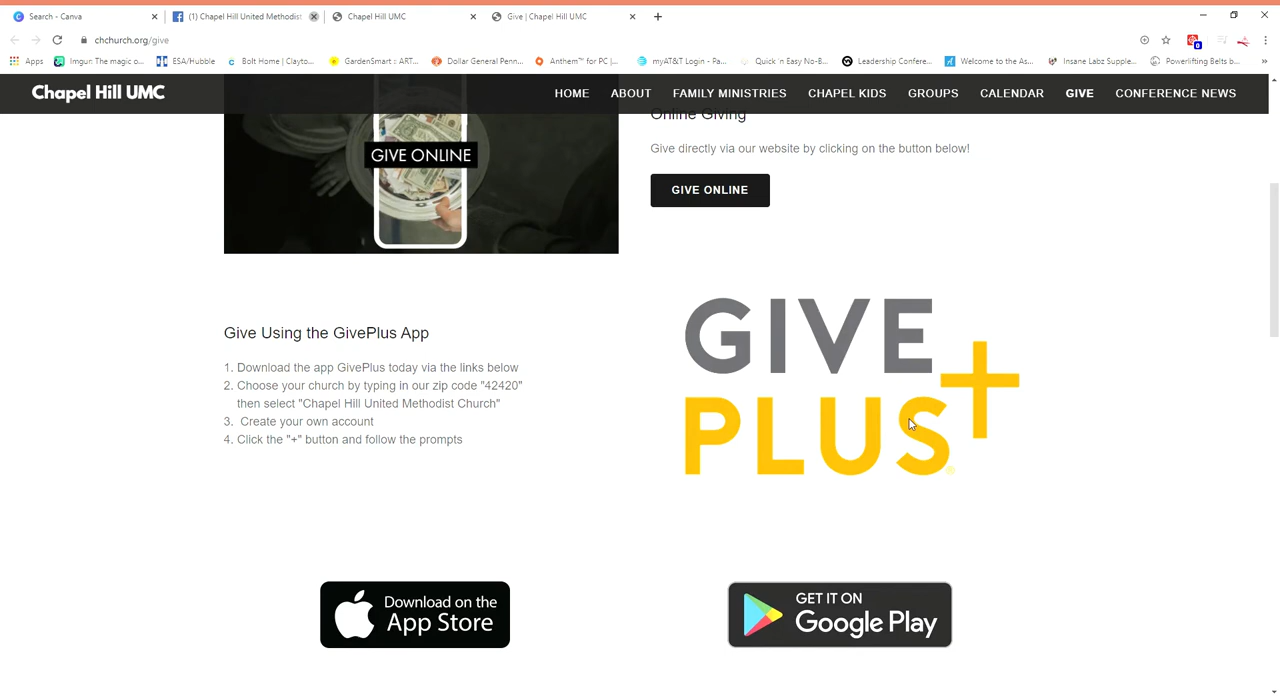 Search - Canva
(1) Chapel Hill United Methodist
Chapel Hill UMC
Give | Chapel Hill UMC
chchurch.org/give
0
Apps
Imgur: The magic o...
ESA/Hubble
Bolt Home | Clayto...
GardenSmart :: ART...
Dollar General Penn...
Anthem™ for PC |...
myAT&T Login - Pa...
Quick 'n Easy No-B...
Leadership Confere...
Welcome to the As...
Insane Labz Supple...
Powerlifting Belts b...
Chapel Hill UMC
HOME
ABOUT
FAMILY MINISTRIES
CHAPEL KIDS
GROUPS
CALENDAR
GIVE
CONFERENCE NEWS
GIVE ONLINE
Online Giving
Give directly via our website by clicking on the button below!
GIVE ONLINE
Give Using the GivePlus App
1. Download the app GivePlus today via the links below
2. Choose your church by typing in our zip code "42420"
then select "Chapel Hill United Methodist Church"
3. Create your own account
4. Click the "+" button and follow the prompts
GIVE
PLUS+
Download on the
App Store
GET IT ON
Google Play